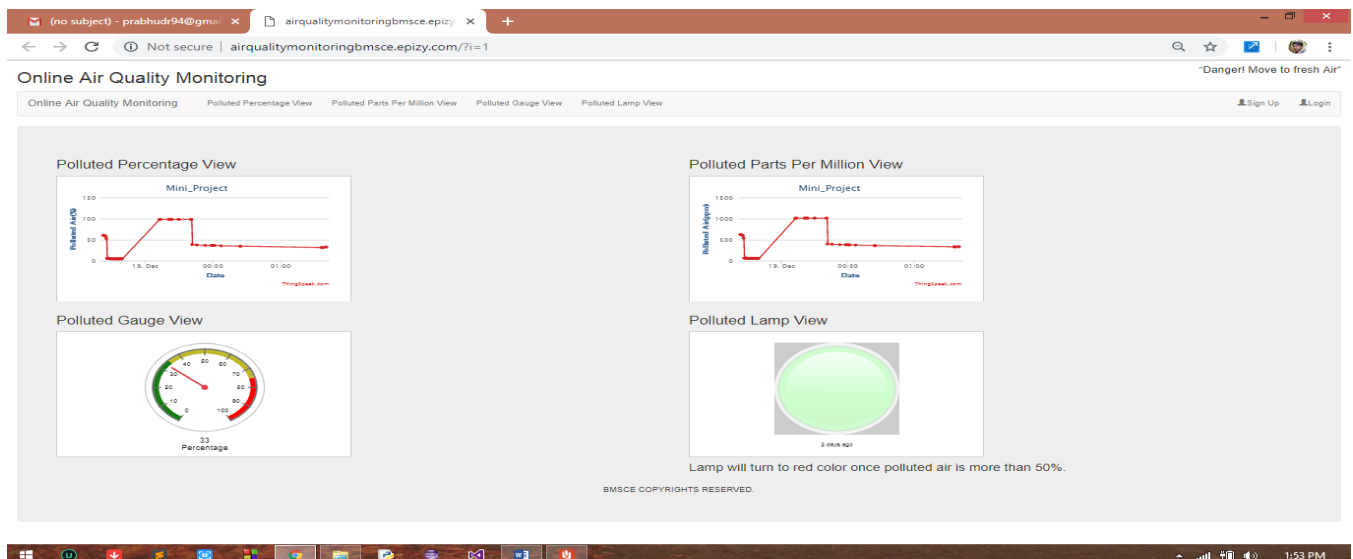 (no subject) - prabhudr94@gmai
airqualitymonitoringbmsce.epizy
Not secure | airqualitymonitoringbmsce.epizy.com/?i=1
Online Air Quality Monitoring
"Danger! Move to fresh Air"
Online Air Quality Monitoring Polluted Percentage View Polluted Parts Per Million View Polluted Gauge View Polluted Lamp View Sign Up Login
Polluted Percentage View
Mini_Project
Polluted Air(%)
150
100
50
0
19. Dec 00:30 01:00
Date
ThingSpeak.com
Polluted Parts Per Million View
Mini_Project
Polluted Air(ppm)
1500
1000
500
0
19. Dec 00:30 01:00
Date
ThingSpeak.com
Polluted Gauge View
0 10 20 30 40 50 60 70 80 90 100
33
Percentage
Polluted Lamp View
2 days ago
Lamp will turn to red color once polluted air is more than 50%.
BMSCE COPYRIGHTS RESERVED.
1:53 PM